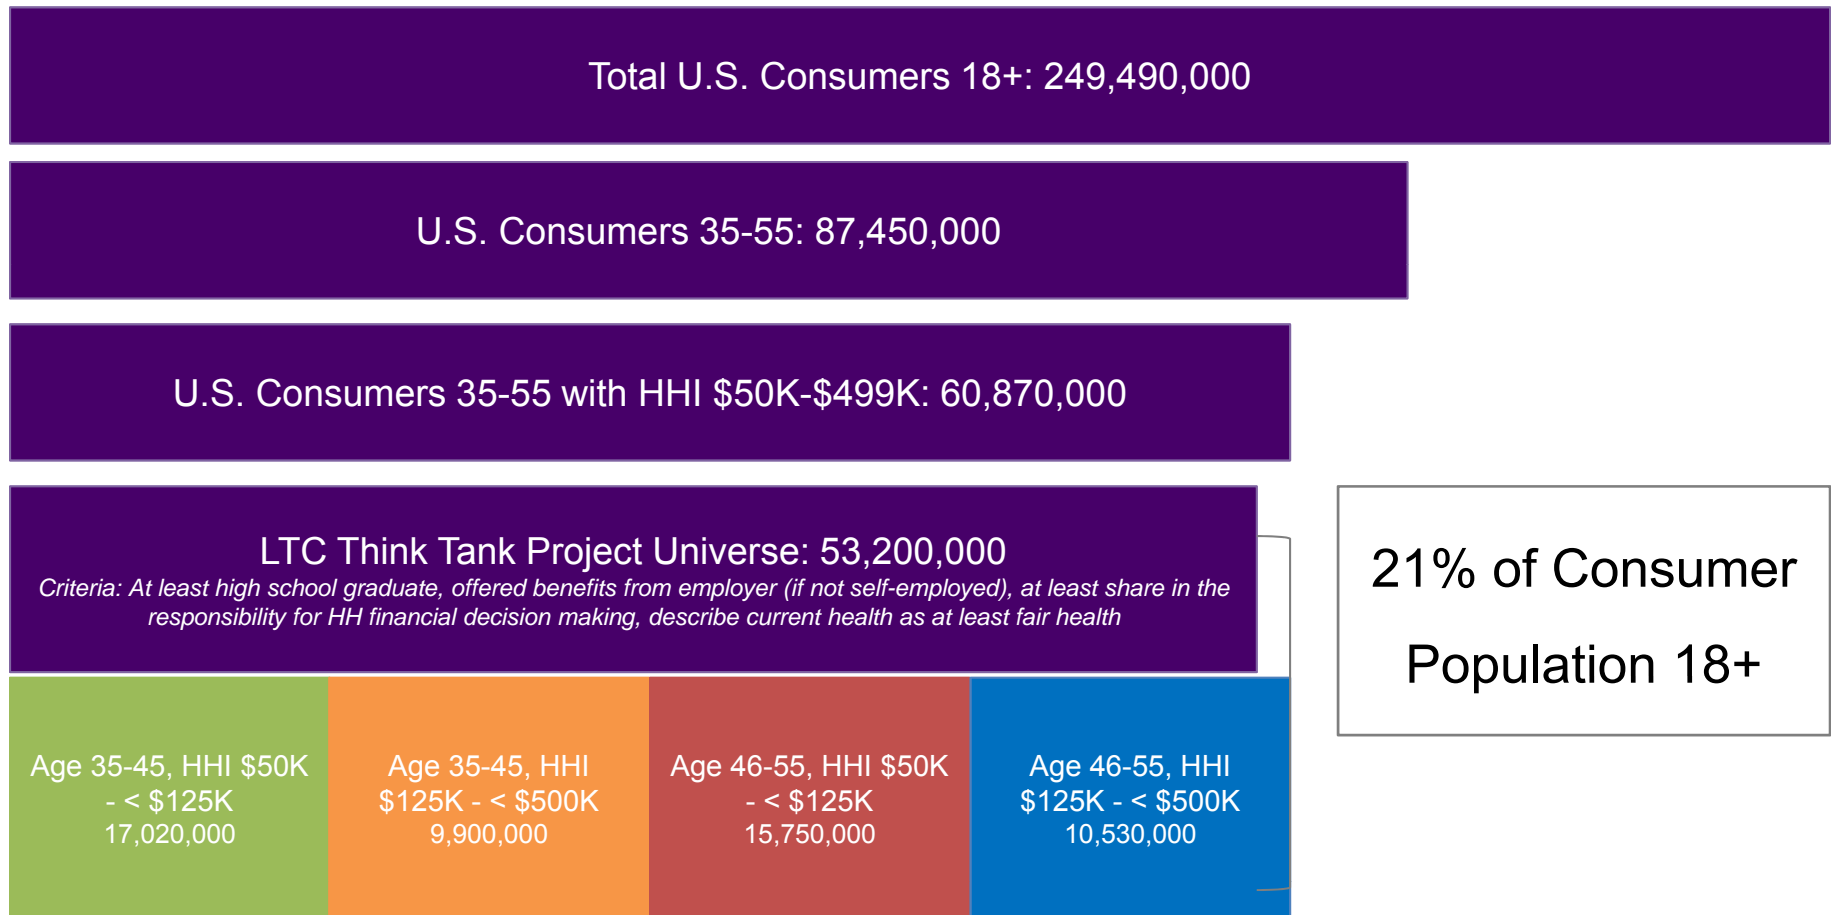 Total U.S. Consumers 18+: 249,490,000
U.S. Consumers 35-55: 87,450,000
U.S. Consumers 35-55 with HHI $50K-$499K: 60,870,000
LTC Think Tank Project Universe: 53,200,000
Criteria: At least high school graduate, offered benefits from employer (if not self-employed), at least share in the
responsibility for HH financial decision making, describe current health as at least fair health
21% of Consumer
Population 18+
Age 35-45, HHI $50K
- < $125K
17,020,000
Age 35-45, HHI
$125K - < $500K
9,900,000
Age 46-55, HHI $50K
- < $125K
15,750,000
Age 46-55, HHI
$125K - < $500K
10,530,000